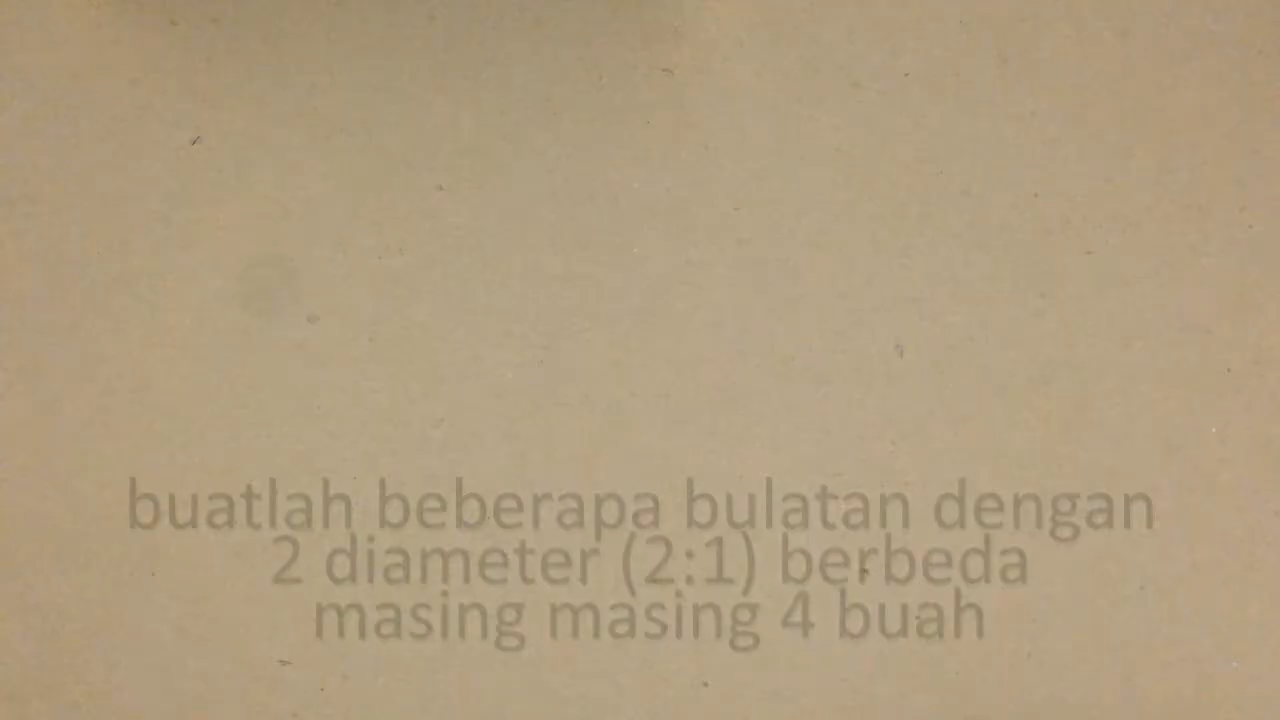 buatlah beberapa bulatan dengan
2 diameter (2:1) berbeda
masing masing 4 buah